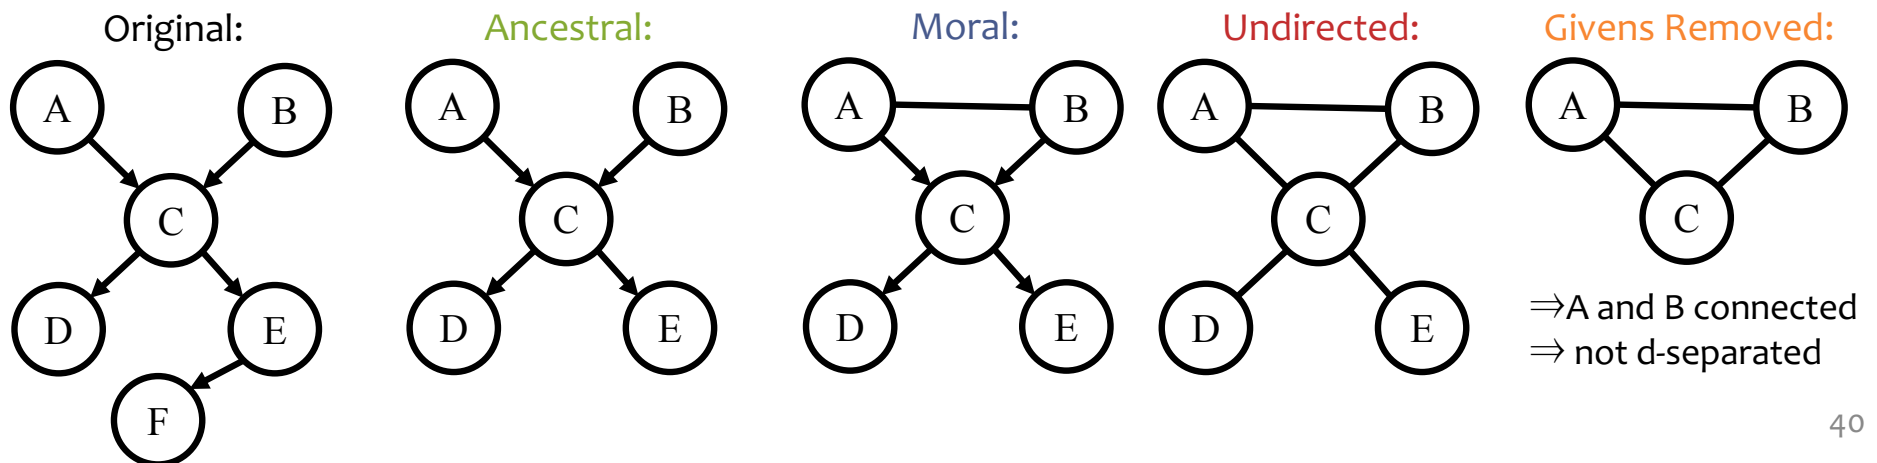 Original:
A
B
C
D
E
F
Ancestral:
A
B
C
D
E
Moral:
A
B
C
D
E
Undirected:
A
B
C
D
E
Givens Removed:
A
B
C
⇒A and B connected
⇒ not d-separated
40